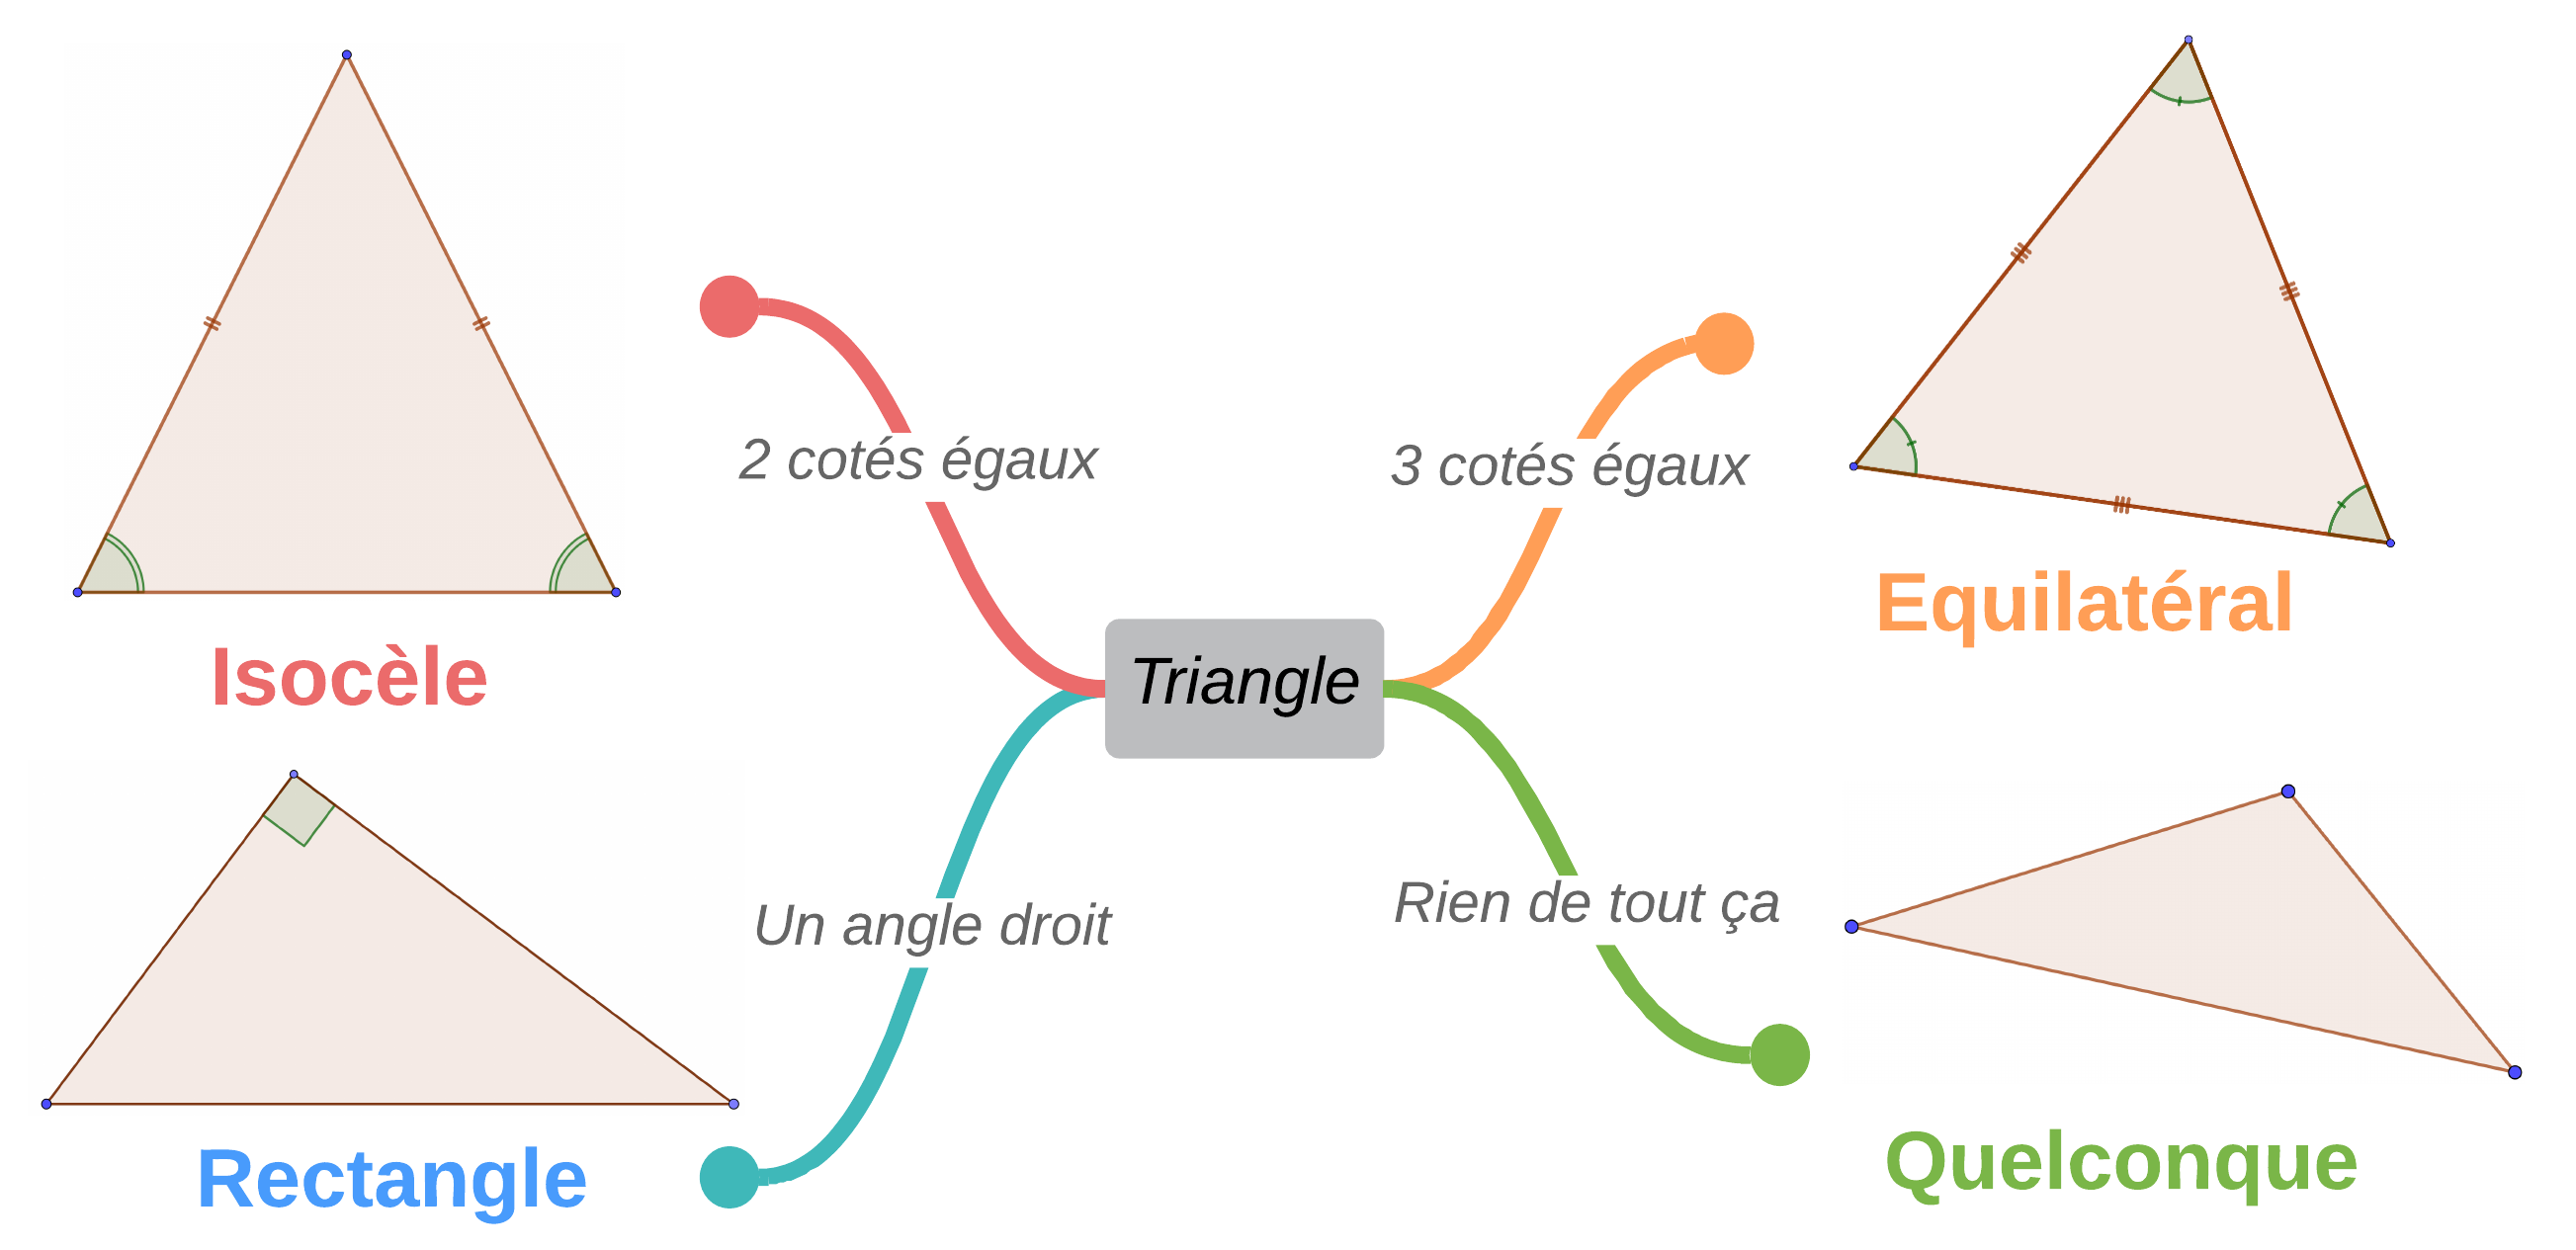 2 cotés égaux
3 cotés égaux
Isocèle
Equilatéral
Triangle
Un angle droit
Rien de tout ça
Rectangle
Quelconque